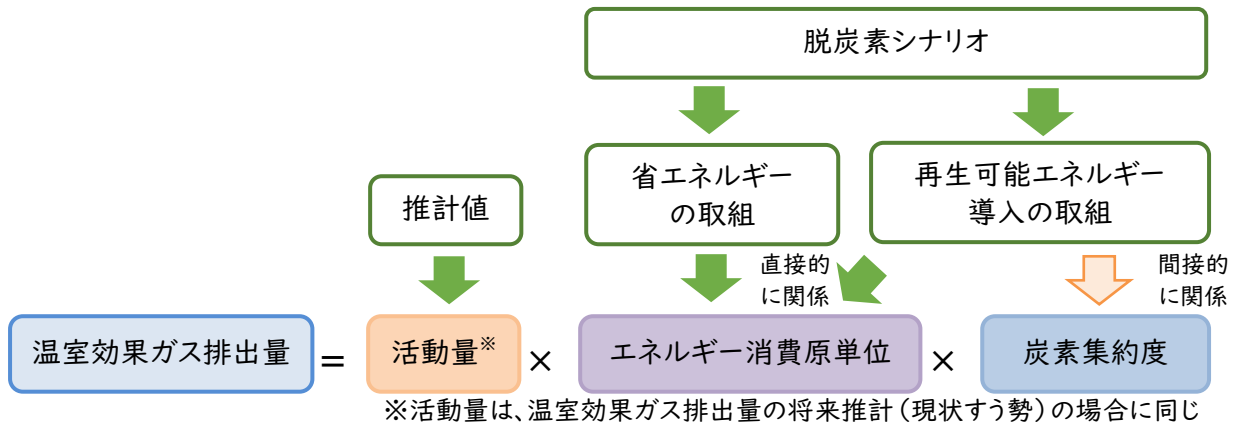 脱炭素シナリオ
省エネルギー
の取組
再生可能エネルギー
導入の取組
推計値
直接的
に関係
間接的
に関係
温室効果ガス排出量 = 活動量※ × エネルギー消費原単位 × 炭素集約度
※活動量は、温室効果ガス排出量の将来推計(現状すう勢)の場合に同じ